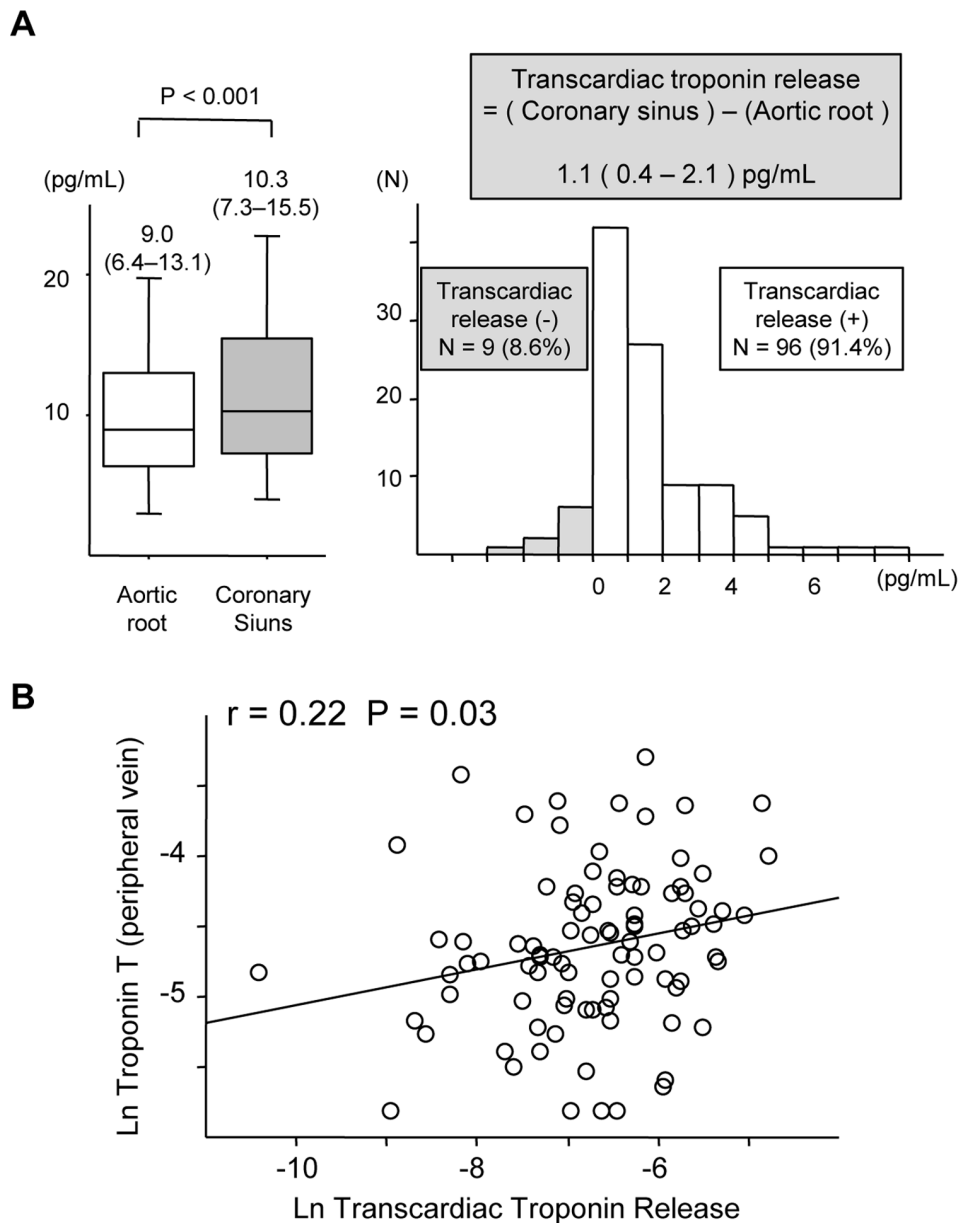 A
P < 0.001
(pg/mL)
10.3
(7.3–15.5)
9.0
(6.4–13.1)
20
10
Aortic
root
Coronary
Siuns
Transcardiac troponin release
= ( Coronary sinus ) – (Aortic root )
1.1 ( 0.4 – 2.1 ) pg/mL
(N)
Transcardiac
release (-)
N = 9 (8.6%)
Transcardiac
release (+)
N = 96 (91.4%)
30
20
10
0 2 4 6 (pg/mL)
B
r = 0.22 P = 0.03
Ln Troponin T (peripheral vein)
-4
-5
-10 -8 -6
Ln Transcardiac Troponin Release